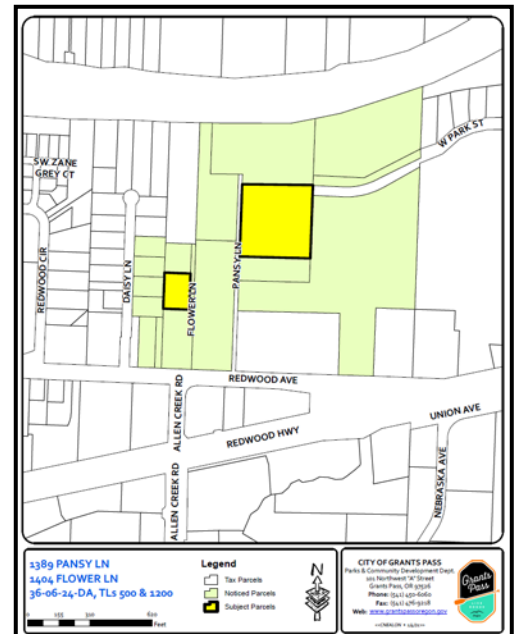 SW ZANE
GREY CT
W PARK ST
REDWOOD CIR
DAISY LN
FLOWER LN
PANSY LN
REDWOOD AVE
ALLEN CREEK RD
REDWOOD HWY
UNION AVE
ALLEN CREEK RD
NEBRASKA AVE
1389 PANSY LN
1404 FLOWER LN
36-06-24-DA, TLs 500 & 1200
0
155
310
620
Feet
Legend
Tax Parcels
Noticed Parcels
Subject Parcels
N
CITY OF GRANTS PASS
Parks & Community Development Dept.
101 Northwest "A" Street
Grants Pass, OR 97526
Phone: (541) 450-6060
Fax: (541) 476-9218
Web: www.grantspassoregon.gov
Grants
Pass